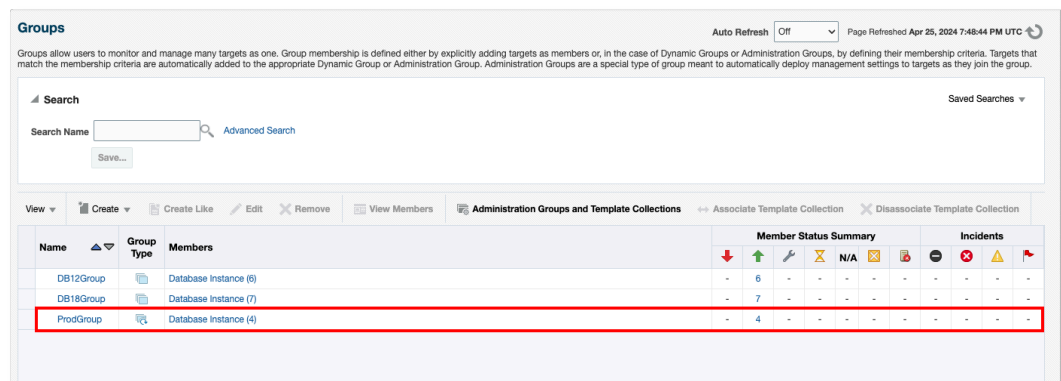 Groups
Auto Refresh Off Page Refreshed Apr 25, 2024 7:48:44 PM UTC
Groups allow users to monitor and manage many targets as one. Group membership is defined either by explicitly adding targets as members or, in the case of Dynamic Groups or Administration Groups, by defining their membership criteria. Targets that
match the membership criteria are automatically added to the appropriate Dynamic Group or Administration Group. Administration Groups are a special type of group meant to automatically deploy management settings to targets as they join the group.
Search
Saved Searches
Search Name Advanced Search
Save...
View Create Create Like Edit Remove View Members Administration Groups and Template Collections Associate Template Collection Disassociate Template Collection
Name Group Type Members Member Status Summary Incidents
N/A
DB12Group Database Instance (6) - 6 - - - - - - - - -
DB18Group Database Instance (7) - 7 - - - - - - - - -
ProdGroup Database Instance (4) - 4 - - - - - - - - -